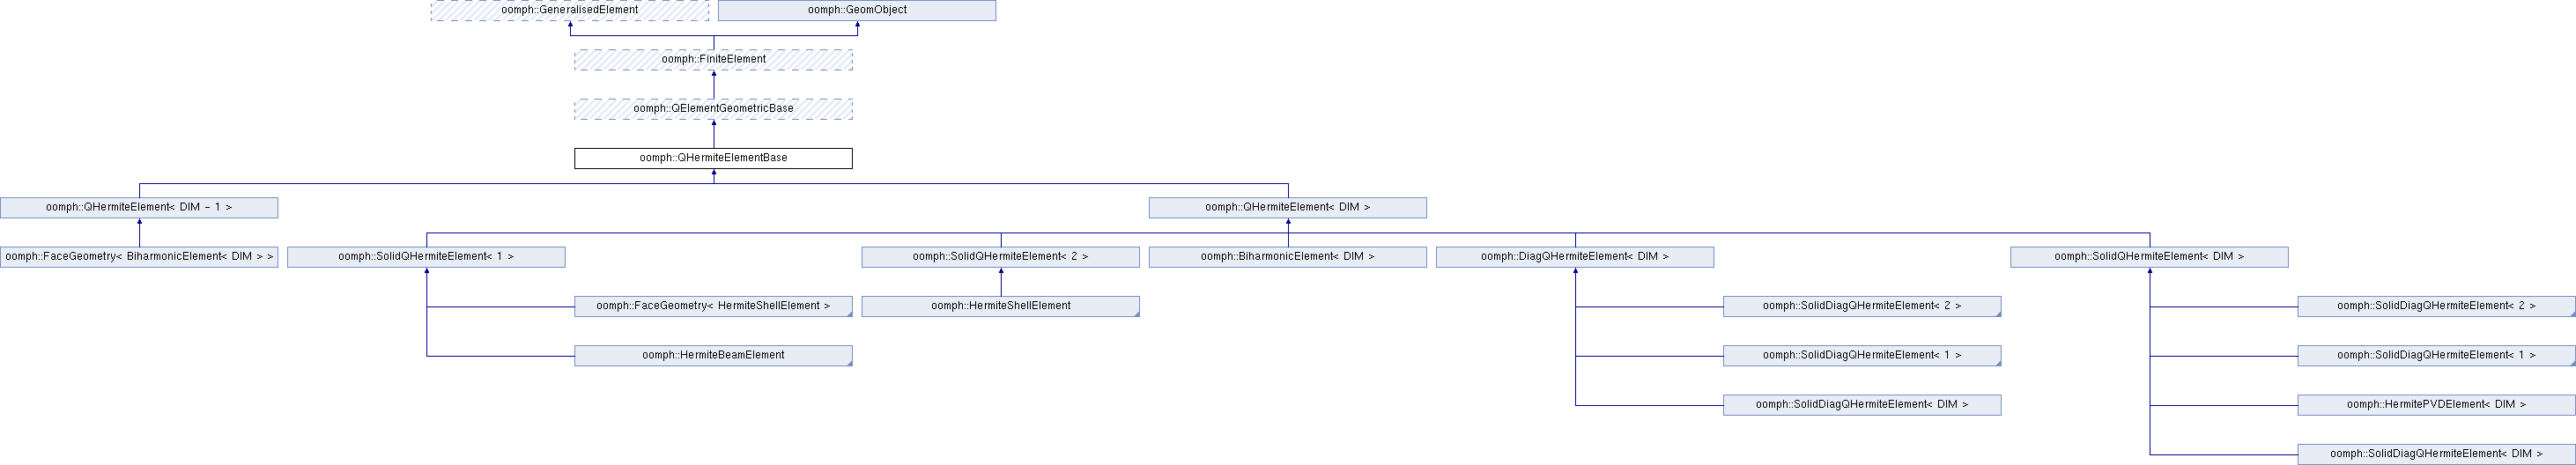 oomph::GeneralisedElement
oomph::GeomObject
oomph::FiniteElement
oomph::QElementGeometricBase
oomph::QHermiteElementBase
oomph::QHermiteElement< DIM - 1 >
oomph::QHermiteElement< DIM >
oomph::FaceGeometry< BiharmonicElement< DIM > >
oomph::SolidQHermiteElement< 1 >
oomph::SolidQHermiteElement< 2 >
oomph::BiharmonicElement< DIM >
oomph::DiagQHermiteElement< DIM >
oomph::SolidQHermiteElement< DIM >
oomph::FaceGeometry< HermiteShellElement >
oomph::HermiteShellElement
oomph::SolidDiagQHermiteElement< 2 >
oomph::SolidDiagQHermiteElement< 2 >
oomph::HermiteBeamElement
oomph::SolidDiagQHermiteElement< 1 >
oomph::SolidDiagQHermiteElement< 1 >
oomph::SolidDiagQHermiteElement< DIM >
oomph::HermitePVDElement< DIM >
oomph::SolidDiagQHermiteElement< DIM >